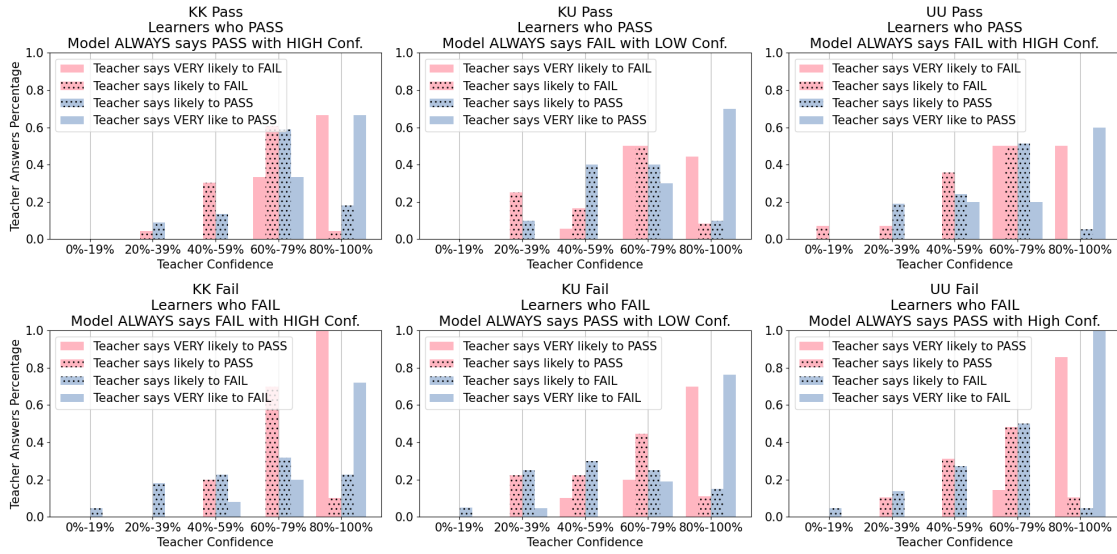 KK Pass
Learners who PASS
Model ALWAYS says PASS with HIGH Conf.
1.0
0.8
0.6
0.4
0.2
0.0
Teacher Answers Percentage
Teacher says VERY likely to FAIL
Teacher says likely to FAIL
Teacher says likely to PASS
Teacher says VERY like to PASS
0%-19% 20%-39% 40%-59% 60%-79% 80%-100%
Teacher Confidence
KU Pass
Learners who PASS
Model ALWAYS says FAIL with LOW Conf.
1.0
0.8
0.6
0.4
0.2
0.0
Teacher says VERY likely to FAIL
Teacher says likely to FAIL
Teacher says likely to PASS
Teacher says VERY like to PASS
0%-19% 20%-39% 40%-59% 60%-79% 80%-100%
Teacher Confidence
UU Pass
Learners who PASS
Model ALWAYS says FAIL with HIGH Conf.
1.0
0.8
0.6
0.4
0.2
0.0
Teacher says VERY likely to FAIL
Teacher says likely to FAIL
Teacher says likely to PASS
Teacher says VERY like to PASS
0%-19% 20%-39% 40%-59% 60%-79% 80%-100%
Teacher Confidence
KK Fail
Learners who FAIL
Model ALWAYS says FAIL with HIGH Conf.
1.0
0.8
0.6
0.4
0.2
0.0
Teacher Answers Percentage
Teacher says VERY likely to PASS
Teacher says likely to PASS
Teacher says likely to FAIL
Teacher says VERY like to FAIL
0%-19% 20%-39% 40%-59% 60%-79% 80%-100%
Teacher Confidence
KU Fail
Learners who FAIL
Model ALWAYS says PASS with LOW Conf.
1.0
0.8
0.6
0.4
0.2
0.0
Teacher says VERY likely to PASS
Teacher says likely to PASS
Teacher says likely to FAIL
Teacher says VERY like to FAIL
0%-19% 20%-39% 40%-59% 60%-79% 80%-100%
Teacher Confidence
UU Fail
Learners who FAIL
Model ALWAYS says PASS with High Conf.
1.0
0.8
0.6
0.4
0.2
0.0
Teacher says VERY likely to PASS
Teacher says likely to PASS
Teacher says likely to FAIL
Teacher says VERY like to FAIL
0%-19% 20%-39% 40%-59% 60%-79% 80%-100%
Teacher Confidence